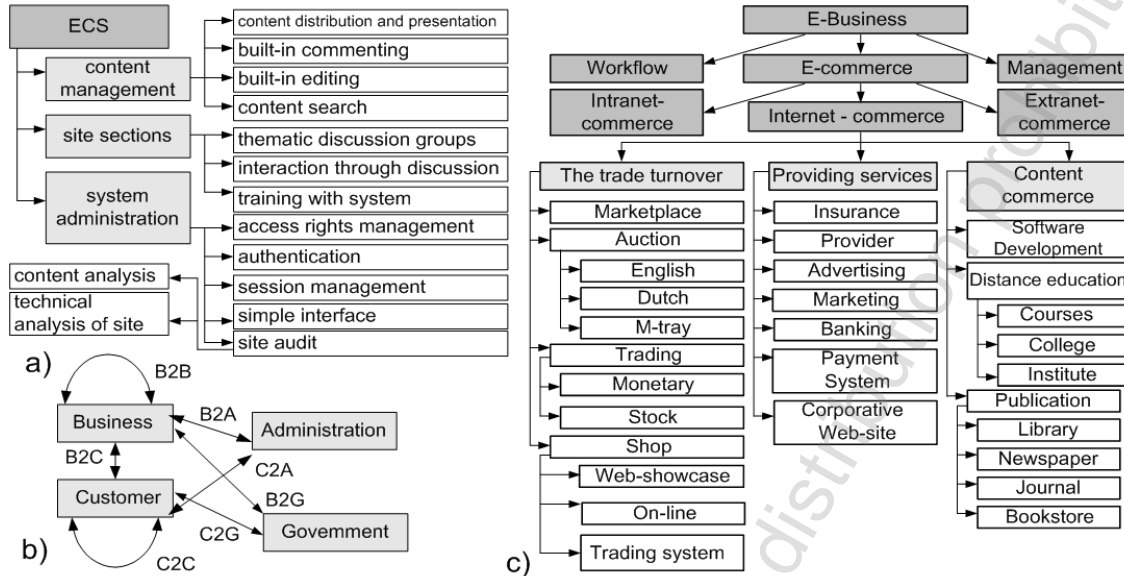 ECS
content
management
site sections
system
administration
content distribution and presentation
built-in commenting
built-in editing
content search
thematic discussion groups
interaction through discussion
training with system
access rights management
authentication
session management
simple interface
site audit
content analysis
technical
analysis of site
a)
B2B
Business
B2A
Administration
B2C
C2A
Customer
B2G
C2G
Government
C2C
b)
E-Business
Workflow
E-commerce
Management
Intranet-
commerce
Internet - commerce
Extranet-
commerce
The trade turnover
Marketplace
Auction
English
Dutch
M-tray
Trading
Monetary
Stock
Shop
Web-showcase
On-line
Trading system
Providing services
Insurance
Provider
Advertising
Marketing
Banking
Payment
System
Corporative
Web-site
Content
commerce
Software
Development
Distance education
Courses
College
Institute
Publication
Library
Newspaper
Journal
Bookstore
c)
distribution prohibit